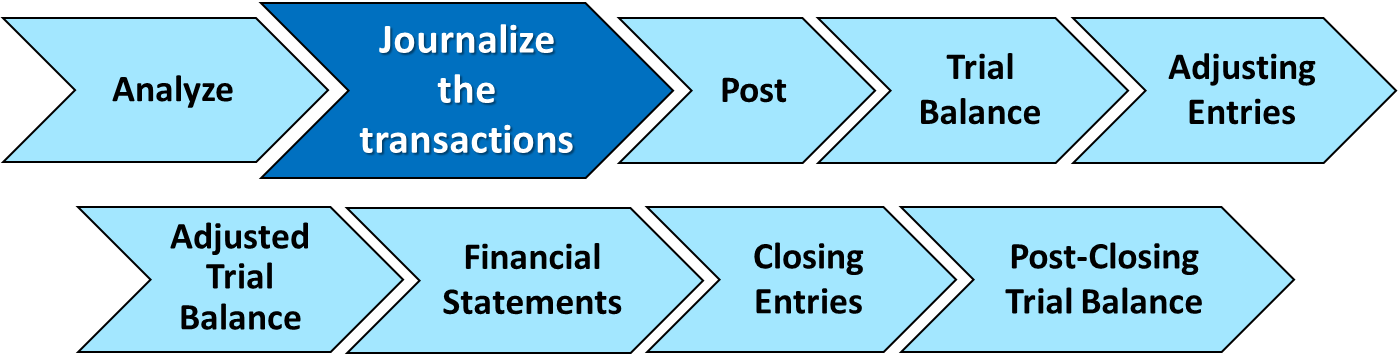 Analyze
Journalize
the
transactions
Post
Trial
Balance
Adjusting
Entries
Adjusted
Trial
Balance
Financial
Statements
Closing
Entries
Post-Closing
Trial Balance